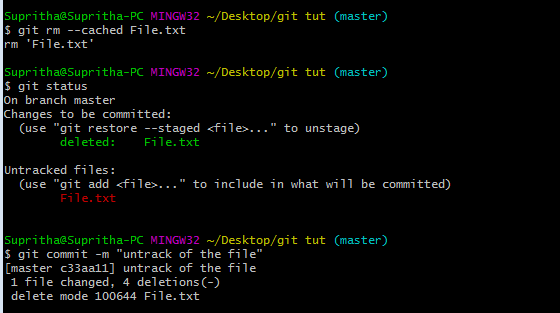 Supritha@Supritha-PC MINGW32 ~/Desktop/git tut (master)
$ git rm --cached File.txt
rm 'File.txt'
Supritha@Supritha-PC MINGW32 ~/Desktop/git tut (master)
$ git status
On branch master
Changes to be committed:
  (use "git restore --staged <file>..." to unstage)
        deleted:    File.txt
Untracked files:
  (use "git add <file>..." to include in what will be committed)
        File.txt
Supritha@Supritha-PC MINGW32 ~/Desktop/git tut (master)
$ git commit -m "untrack of the file"
[master c33aa11] untrack of the file
 1 file changed, 4 deletions(-)
 delete mode 100644 File.txt